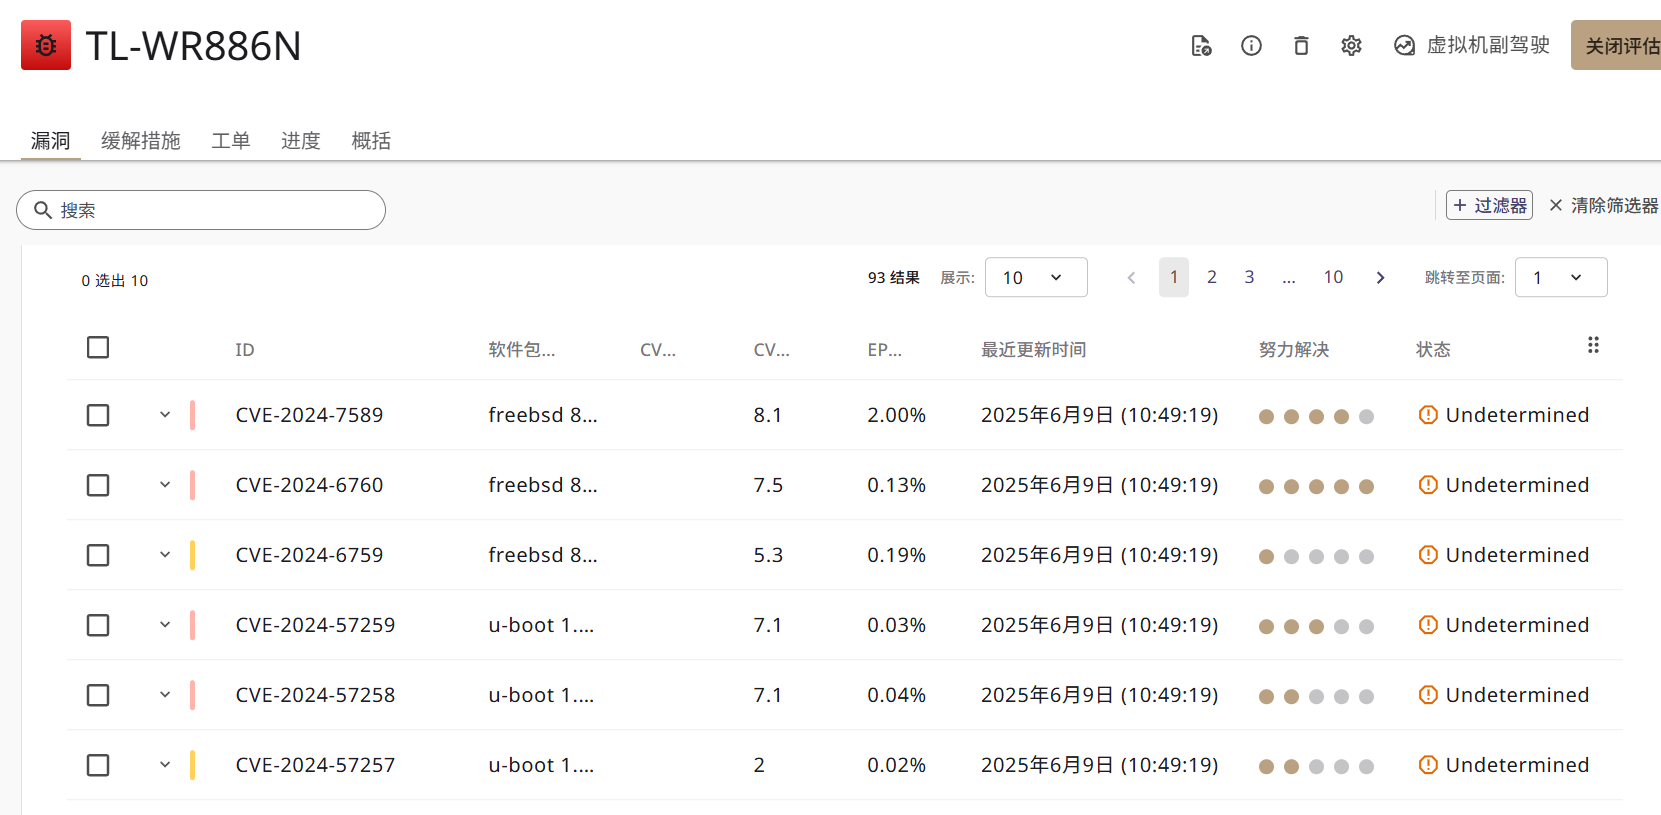 TL-WR886N
虚拟机副驾驶
关闭评估
漏洞 缓解措施 工单 进度 概括
搜索
+ 过滤器
× 清除筛选器
0 选出 10
93 结果 展示: 10
1 2 3 ... 10
跳转至页面: 1
ID 软件包... CV... CV... EP... 最近更新时间 努力解决 状态
CVE-2024-7589 freebsd 8... 8.1 2.00% 2025年6月9日 (10:49:19) Undetermined
CVE-2024-6760 freebsd 8... 7.5 0.13% 2025年6月9日 (10:49:19) Undetermined
CVE-2024-6759 freebsd 8... 5.3 0.19% 2025年6月9日 (10:49:19) Undetermined
CVE-2024-57259 u-boot 1.... 7.1 0.03% 2025年6月9日 (10:49:19) Undetermined
CVE-2024-57258 u-boot 1.... 7.1 0.04% 2025年6月9日 (10:49:19) Undetermined
CVE-2024-57257 u-boot 1.... 2 0.02% 2025年6月9日 (10:49:19) Undetermined